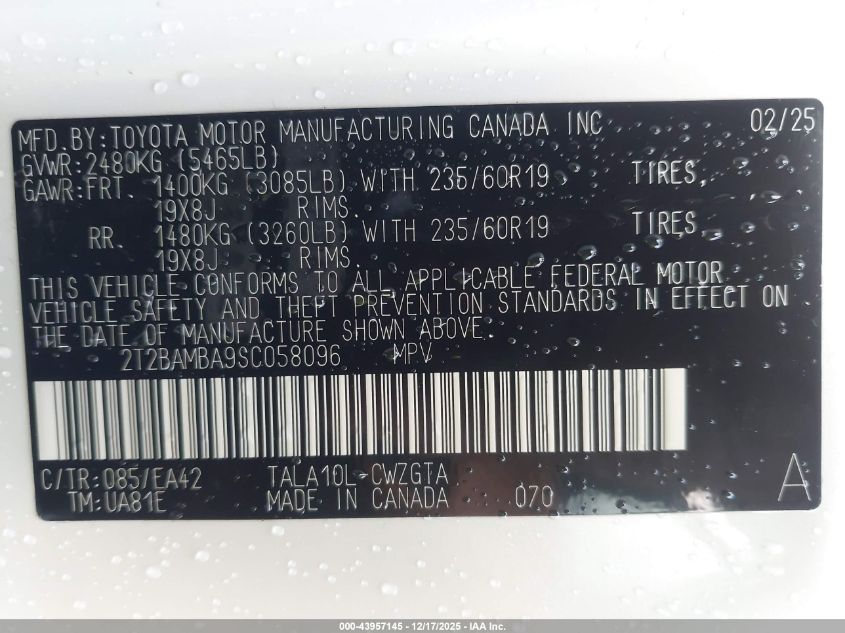 MFD.BY:TOYOTA MOTOR MANUFACTURING CANADA INC 02/25
GVWR:2480KG (5465LB)
GAWR:FRT. 1400KG (3085LB) WITH 235/60R19 TIRES,
19X8J RIMS.
RR. 1480KG (3260LB) WITH 235/60R19 TIRES,
19X8J RIMS
THIS VEHICLE CONFORMS TO ALL APPLICABLE FEDERAL MOTOR
VEHICLE SAFETY AND THEFT PREVENTION STANDARDS IN EFFECT ON
THE DATE OF MANUFACTURE SHOWN ABOVE.
2T2BAMBA9SC058096 MPV
C/TR:085/EA42 TALA10L-CWZGTA A
TM:UA81E MADE IN CANADA 070
000-43957145 - 12/17/2025 - IAA Inc.